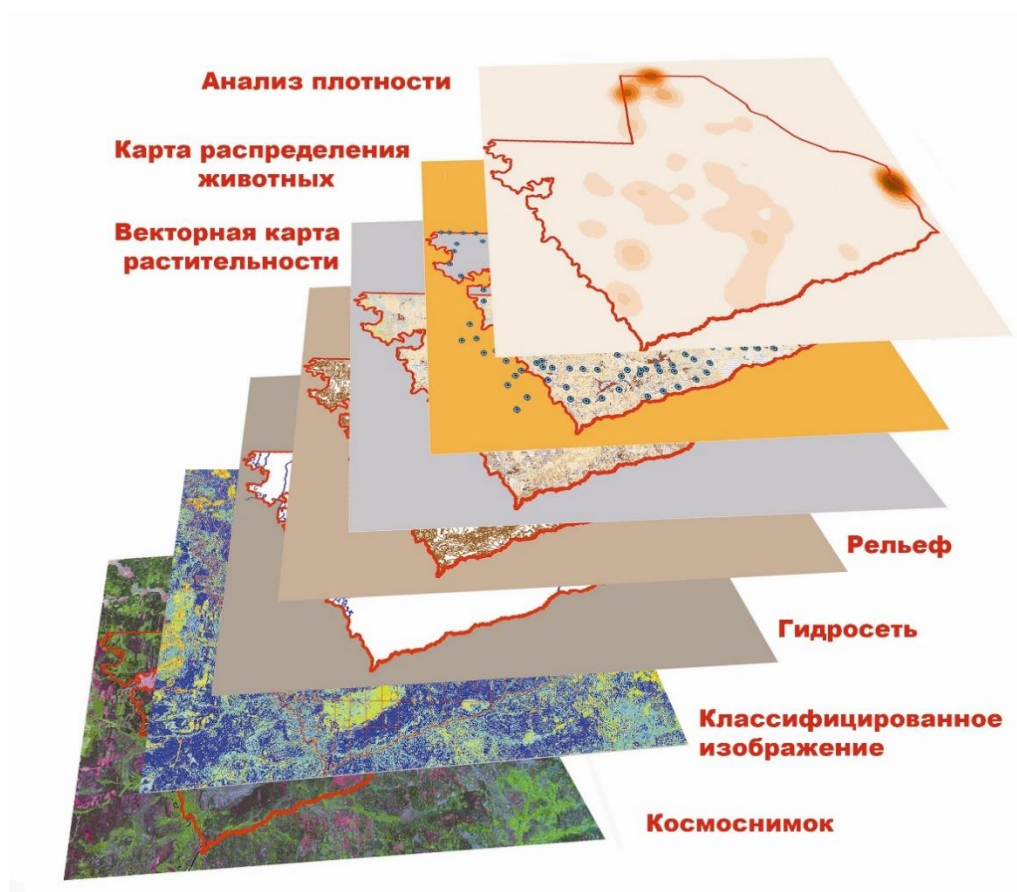 Анализ плотности
Карта распределения
животных
Векторная карта
растительности
Рельеф
Гидросеть
Классифицированное
изображение
Космоснимок